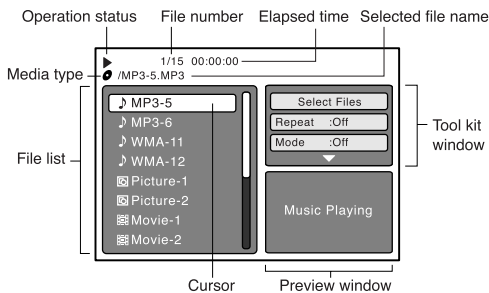 Operation status File number Elapsed time Selected file name
1/15 00:00:00
Media type /MP3-5.MP3
MP3-5
MP3-6
WMA-11
WMA-12
Picture-1
Picture-2
Movie-1
Movie-2
File list
Select Files
Repeat :Off
Mode :Off
Tool kit
window
Music Playing
Cursor Preview window